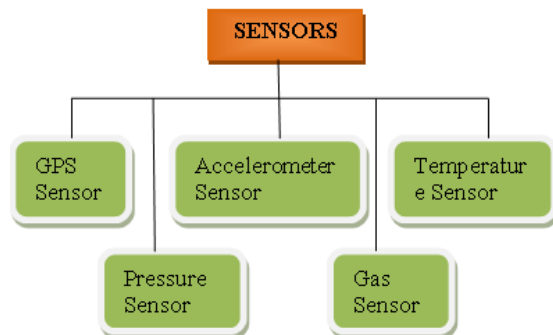 SENSORS
GPS
Sensor
Accelerometer
Sensor
Temperatur
e Sensor
Pressure
Sensor
Gas
Sensor